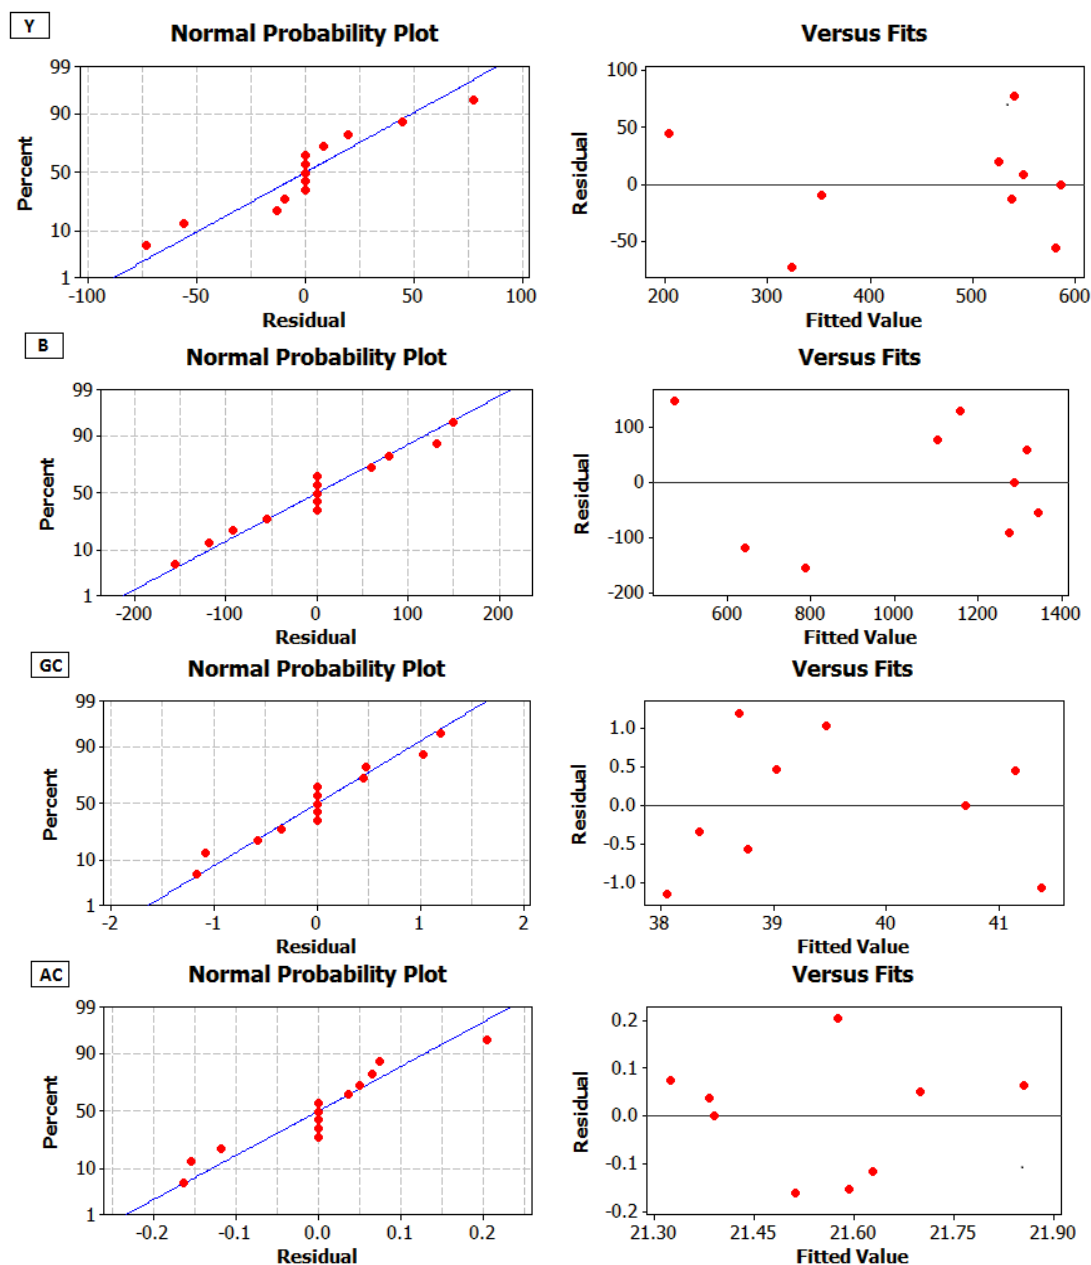 Y
Normal Probability Plot
Versus Fits
99
90
50
10
1
Percent
-100 -50 0 50 100
Residual
100
50
0
-50
Residual
200 300 400 500 600
Fitted Value
B
Normal Probability Plot
Versus Fits
99
90
50
10
1
Percent
-200 -100 0 100 200
Residual
100
0
-100
-200
Residual
600 800 1000 1200 1400
Fitted Value
GC
Normal Probability Plot
Versus Fits
99
90
50
10
1
Percent
-2 -1 0 1 2
Residual
1.0
0.5
0.0
-0.5
-1.0
Residual
38 39 40 41
Fitted Value
AC
Normal Probability Plot
Versus Fits
99
90
50
10
1
Percent
-0.2 -0.1 0.0 0.1 0.2
Residual
0.2
0.1
0.0
-0.1
-0.2
Residual
21.30 21.45 21.60 21.75 21.90
Fitted Value